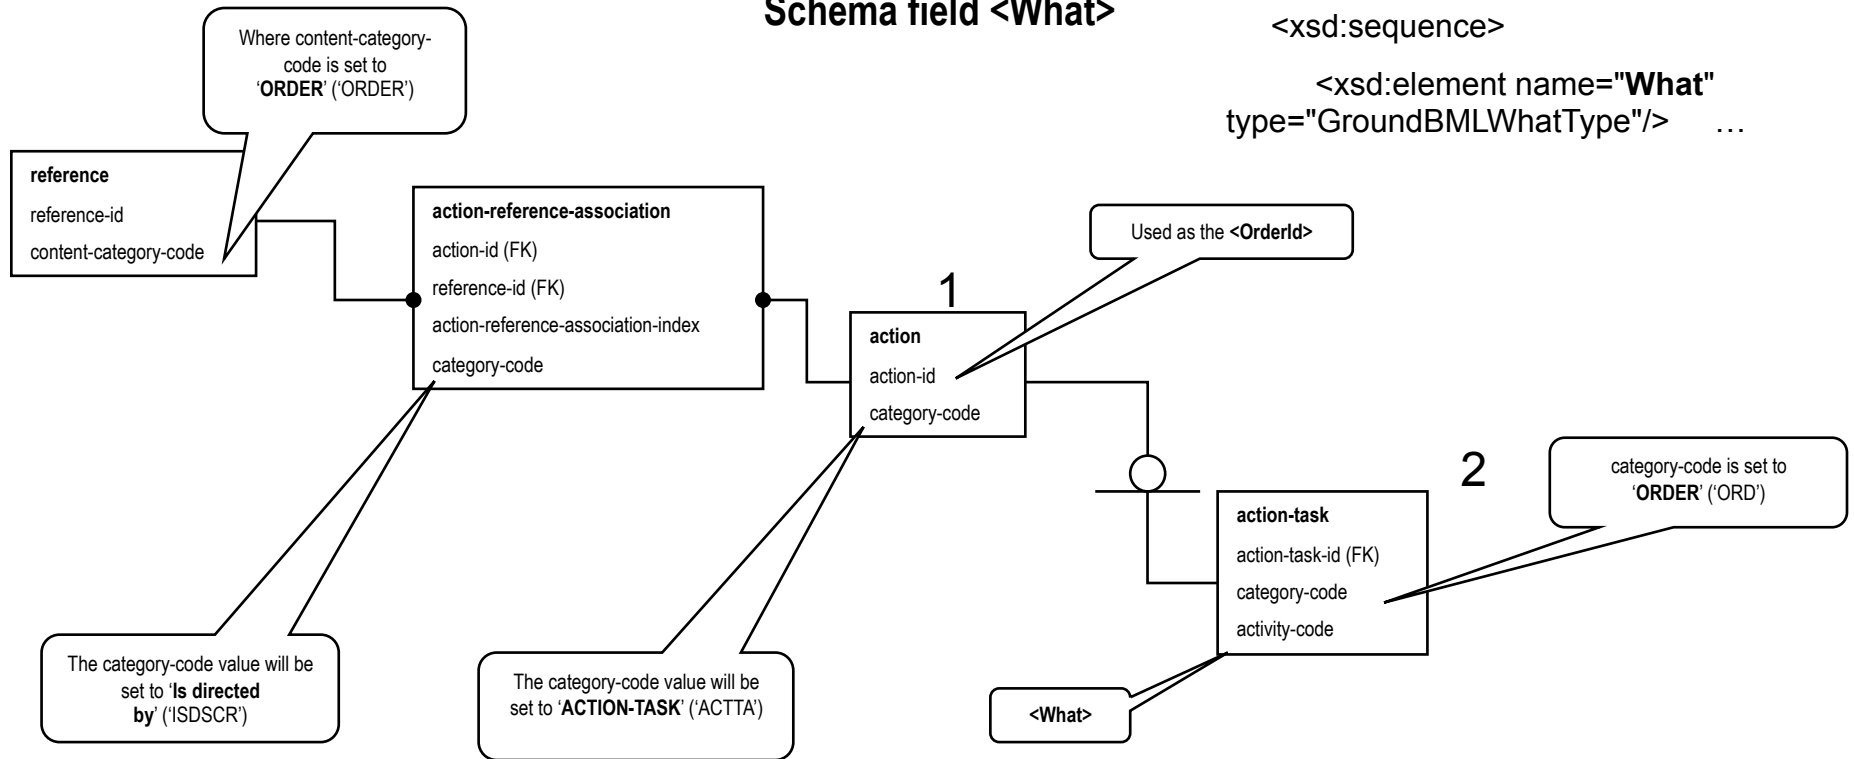 Schema field <What>
<xsd:sequence>
<xsd:element name="What"
type="GroundBMLWhatType"/> …
Where content-category-
code is set to
‘ORDER’ (‘ORDER’)
reference
reference-id
content-category-code
action-reference-association
action-id (FK)
reference-id (FK)
action-reference-association-index
category-code
Used as the <OrderId>
1
action
action-id
category-code
2
category-code is set to
‘ORDER’ (‘ORD’)
action-task
action-task-id (FK)
category-code
activity-code
The category-code value will be
set to ‘Is directed
by’ (‘ISDSCR’)
The category-code value will be
set to ‘ACTION-TASK’ (‘ACTTA’)
<What>